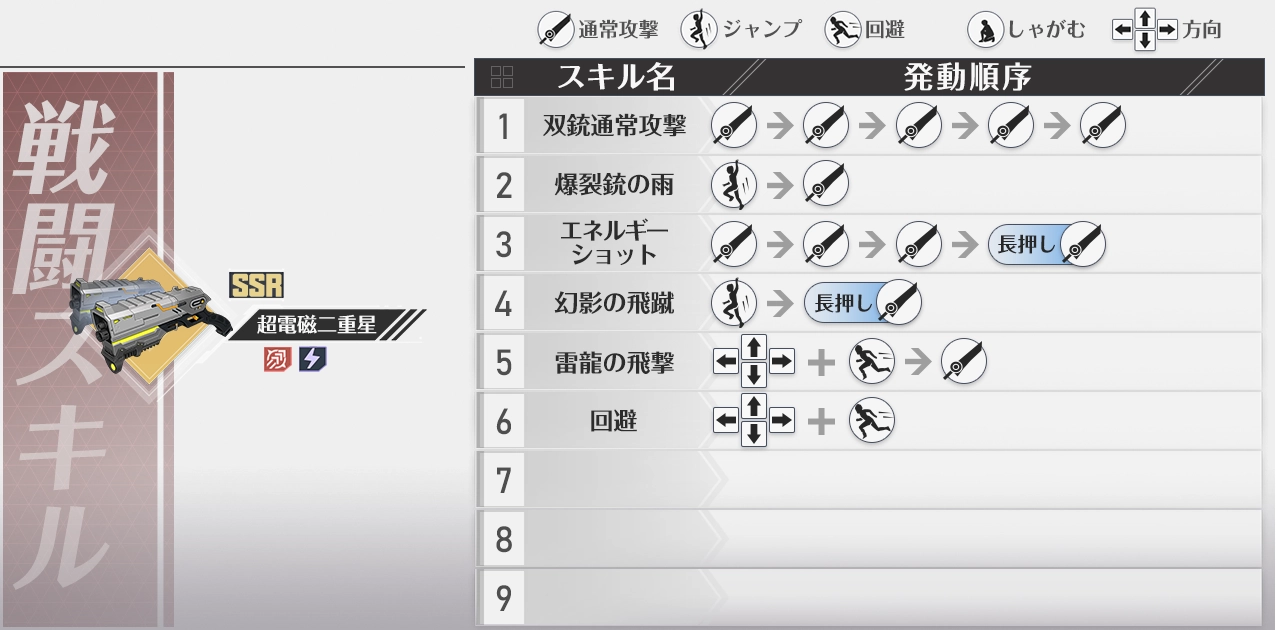 通常攻撃 ジャンプ 回避 しゃがむ 方向
戦闘スキル
SSR
超電磁二重星
スキル名 発動順序
1 双銃通常攻撃
2 爆裂銃の雨
3 エネルギー
ショット 長押し
4 幻影の飛蹴 長押し
5 雷龍の飛撃
6 回避
7
8
9